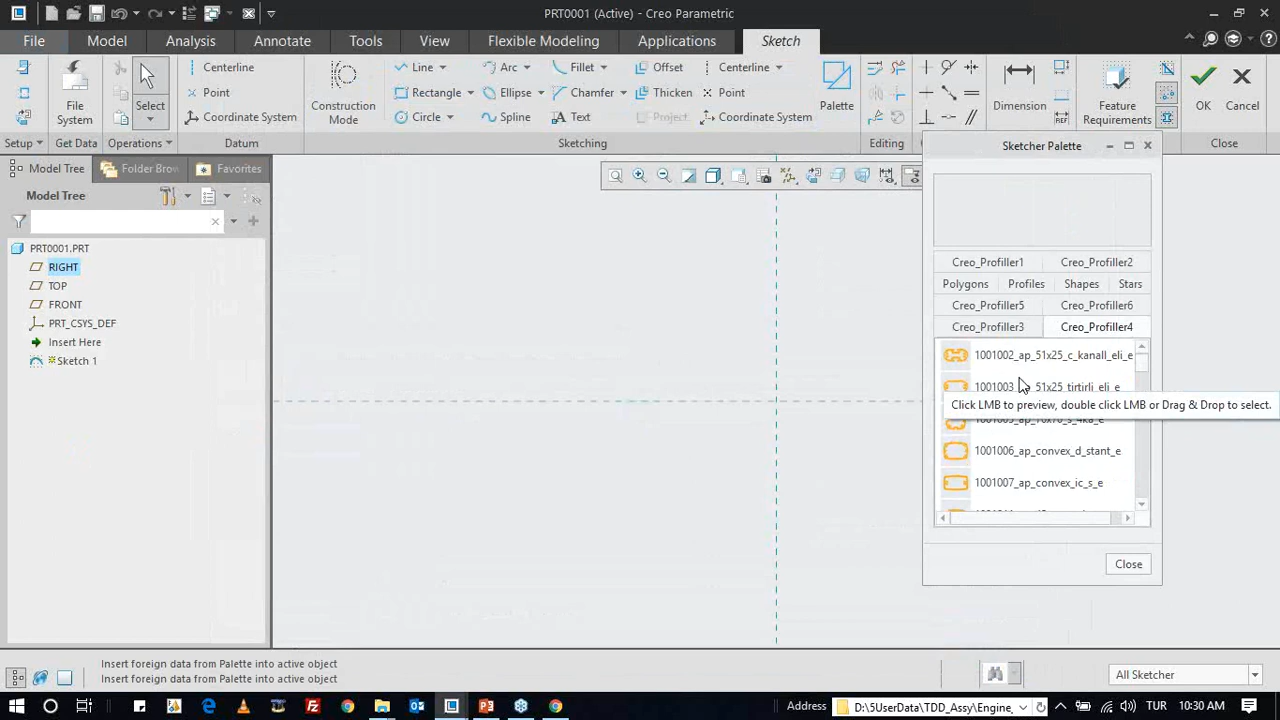 PRT0001 (Active) - Creo Parametric
File Model Analysis Annotate Tools View Flexible Modeling Applications Sketch
Centerline Line Arc Fillet Offset Centerline
Point Rectangle Ellipse Chamfer Thicken Point
Coordinate System Circle Spline Text Project Coordinate System
File System Select Construction Mode Palette Dimension Feature Requirements OK Cancel
Setup Get Data Operations Datum Sketching Editing Close
Sketcher Palette
Model Tree Folder Brow Favorites
Model Tree
PRT0001.PRT
RIGHT
TOP
FRONT
PRT_CSYS_DEF
Insert Here
Sketch 1
Creo_Profiller1 Creo_Profiller2
Polygons Profiles Shapes Stars
Creo_Profiller5 Creo_Profiller6
Creo_Profiller3 Creo_Profiller4
1001002_ap_51x25_c_kanall_eli_e
1001003 _51x25_tirtirli_eli_e
Click LMB to preview, double click LMB or Drag & Drop to select.
1001006_ap_convex_d_stant_e
1001007_ap_convex_ic_s_e
Close
Insert foreign data from Palette into active object
Insert foreign data from Palette into active object
All Sketcher
Address D:\5UserData\TDD_Assy\Engine_ TUR 10:30 AM